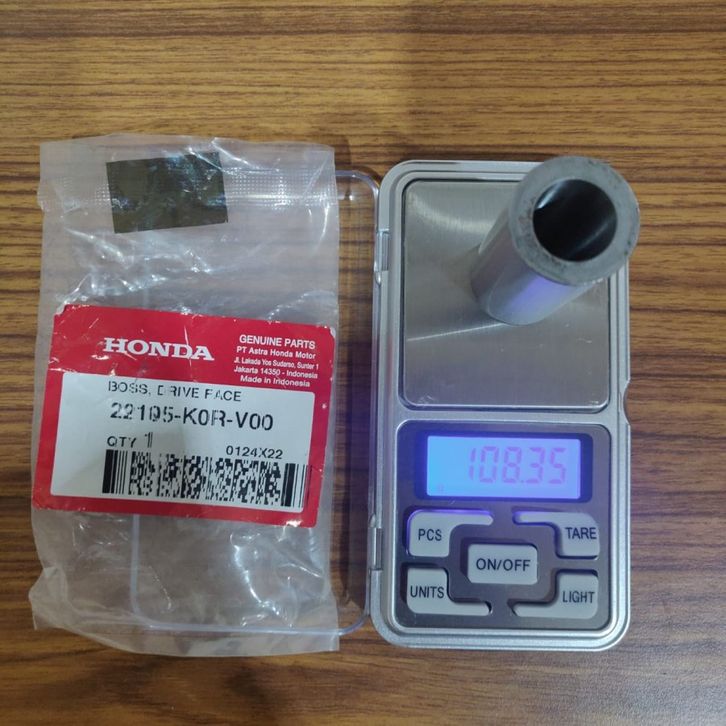 HONDA
GENUINE PARTS
PT Astra Honda Motor
Jl. Laksda Yos Sudarso, Sunter 1
Jakarta 14350 - Indonesia
Made in Indonesia
BOSS, DRIVE FACE
22105-K0R-V00
QTY 1
0124X22
108.35
PCS
TARE
ON/OFF
UNITS
LIGHT